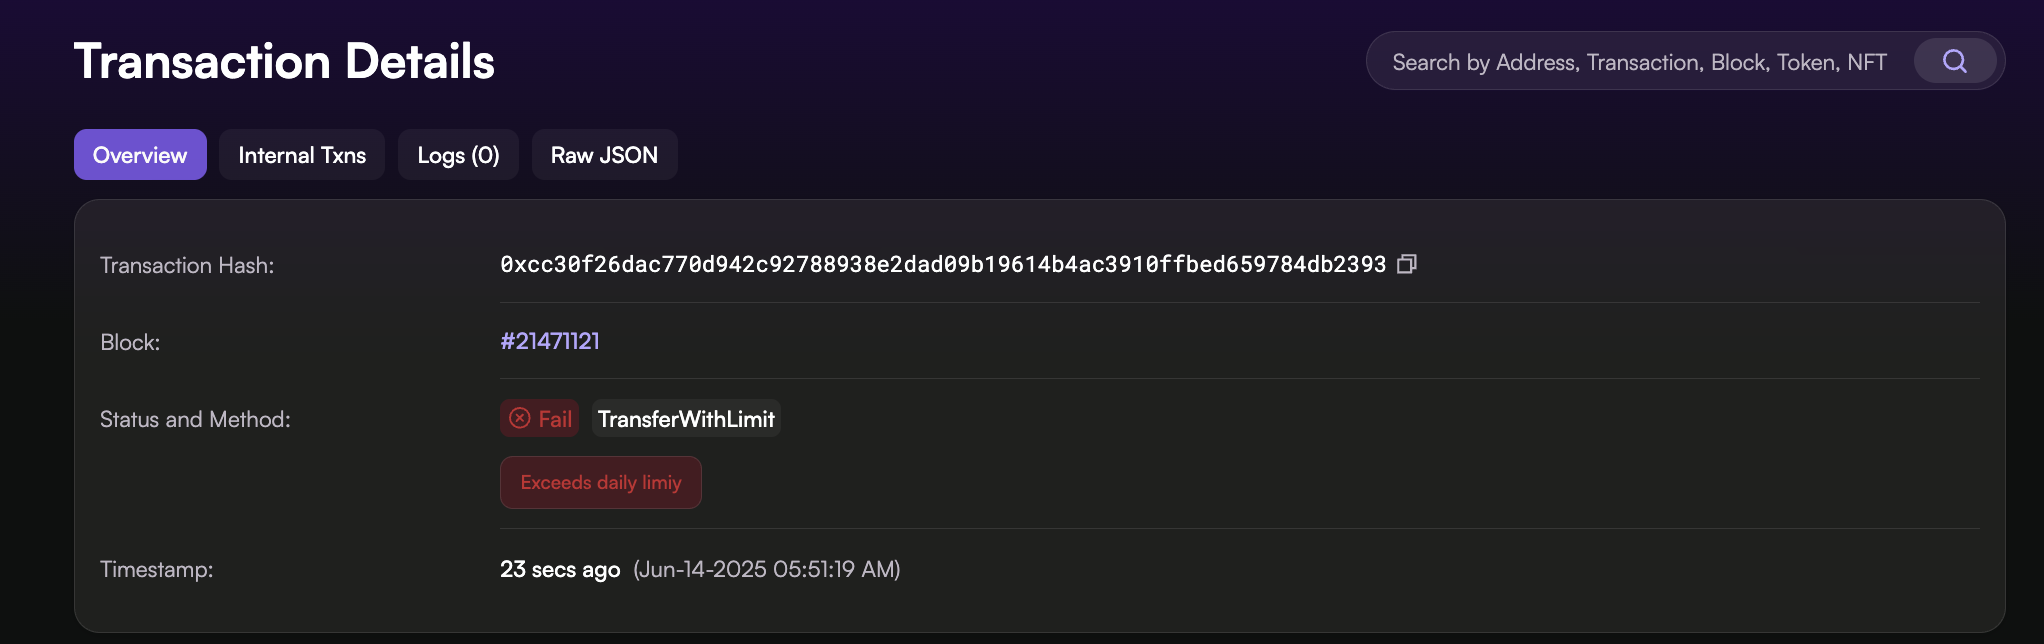 Transaction Details
Search by Address, Transaction, Block, Token, NFT
Overview Internal Txns Logs (0) Raw JSON
Transaction Hash: 0xcc30f26dac770d942c92788938e2dad09b19614b4ac3910ffbed659784db2393
Block: #21471121
Status and Method: Fail TransferWithLimit
Exceeds daily limiy
Timestamp: 23 secs ago (Jun-14-2025 05:51:19 AM)